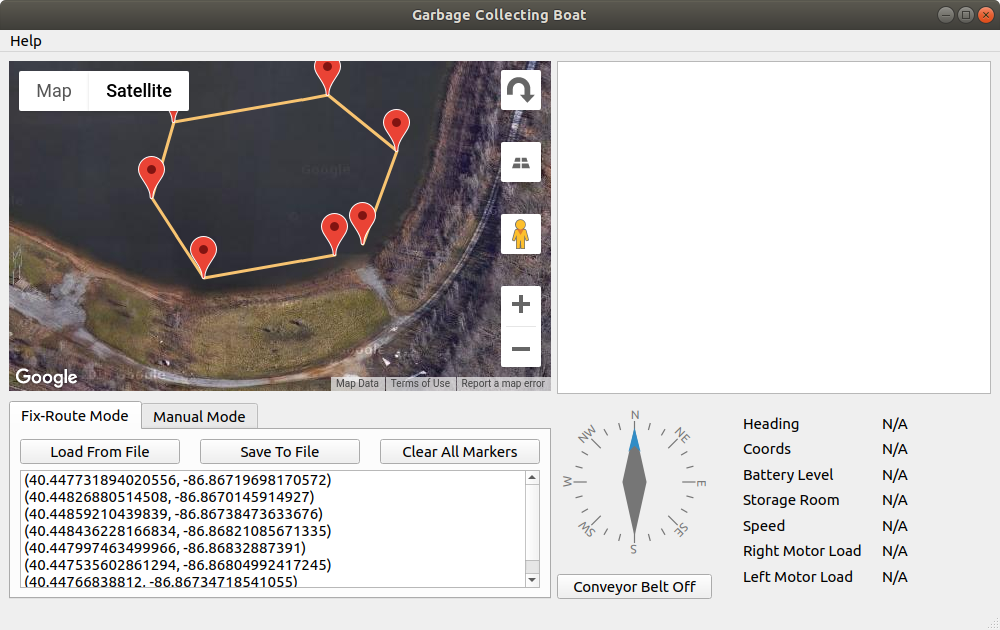 Garbage Collecting Boat
Help
Map Satellite
Google
Google
Map Data Terms of Use Report a map error
Fix-Route Mode Manual Mode
Load From File Save To File Clear All Markers
(40.447731894020556, -86.86719698170572)
(40.44826880514508, -86.8670145914927)
(40.44859210439839, -86.86738473633676)
(40.448436228166834, -86.86821085671335)
(40.447997463499966, -86.86832887391)
(40.447535602861294, -86.86804992417245)
(40.44766838812, -86.86734718541055)
N
NE
E
SE
S
SW
W
NW
Conveyor Belt Off
Heading N/A
Coords N/A
Battery Level N/A
Storage Room N/A
Speed N/A
Right Motor Load N/A
Left Motor Load N/A